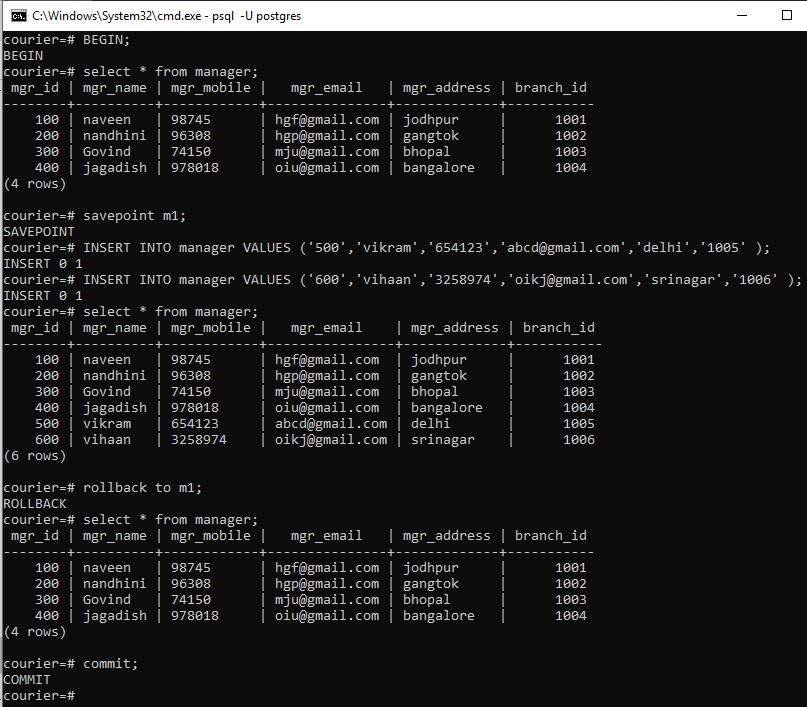 C:\Windows\System32\cmd.exe - psql  -U postgres
courier=# BEGIN;
BEGIN
courier=# select * from manager;
 mgr_id | mgr_name | mgr_mobile |   mgr_email   | mgr_address | branch_id
--------+----------+------------+---------------+-------------+-----------
    100 | naveen   | 98745      | hgf@gmail.com | jodhpur     |      1001
    200 | nandhini | 96308      | hgp@gmail.com | gangtok     |      1002
    300 | Govind   | 74150      | mju@gmail.com | bhopal      |      1003
    400 | jagadish | 978018     | oiu@gmail.com | bangalore   |      1004
(4 rows)
courier=# savepoint m1;
SAVEPOINT
courier=# INSERT INTO manager VALUES ('500','vikram','654123','abcd@gmail.com','delhi','1005' );
INSERT 0 1
courier=# INSERT INTO manager VALUES ('600','vihaan','3258974','oikj@gmail.com','srinagar','1006' );
INSERT 0 1
courier=# select * from manager;
 mgr_id | mgr_name | mgr_mobile |   mgr_email    | mgr_address | branch_id
--------+----------+------------+----------------+-------------+-----------
    100 | naveen   | 98745      | hgf@gmail.com  | jodhpur     |      1001
    200 | nandhini | 96308      | hgp@gmail.com  | gangtok     |      1002
    300 | Govind   | 74150      | mju@gmail.com  | bhopal      |      1003
    400 | jagadish | 978018     | oiu@gmail.com  | bangalore   |      1004
    500 | vikram   | 654123     | abcd@gmail.com | delhi       |      1005
    600 | vihaan   | 3258974    | oikj@gmail.com | srinagar    |      1006
(6 rows)
courier=# rollback to m1;
ROLLBACK
courier=# select * from manager;
 mgr_id | mgr_name | mgr_mobile |   mgr_email   | mgr_address | branch_id
--------+----------+------------+---------------+-------------+-----------
    100 | naveen   | 98745      | hgf@gmail.com | jodhpur     |      1001
    200 | nandhini | 96308      | hgp@gmail.com | gangtok     |      1002
    300 | Govind   | 74150      | mju@gmail.com | bhopal      |      1003
    400 | jagadish | 978018     | oiu@gmail.com | bangalore   |      1004
(4 rows)
courier=# commit;
COMMIT
courier=#